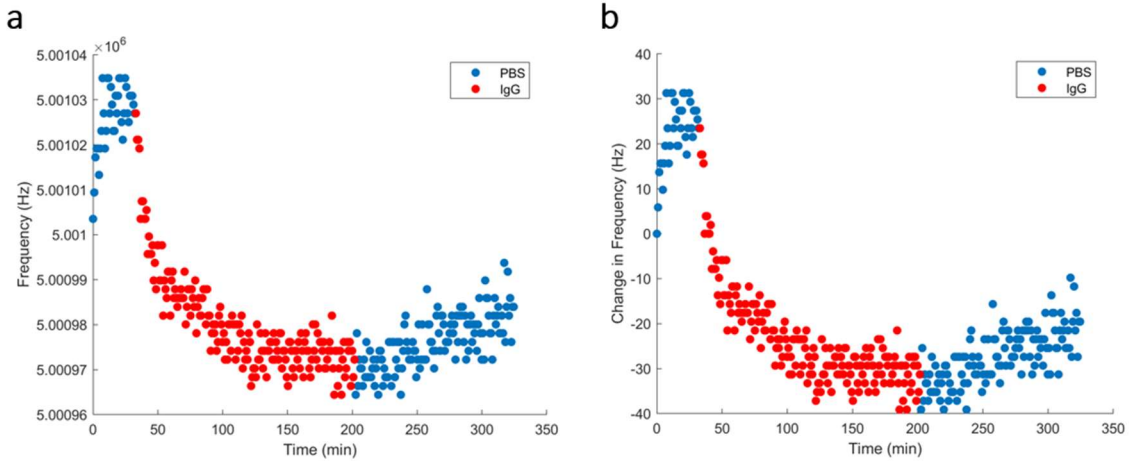 a
×10^6
5.00104
5.00103
5.00102
5.00101
5.001
5.00099
5.00098
5.00097
5.00096
Frequency (Hz)
0 50 100 150 200 250 300 350
Time (min)
PBS
IgG
b
40
30
20
10
0
-10
-20
-30
-40
Change in Frequency (Hz)
0 50 100 150 200 250 300 350
Time (min)
PBS
IgG